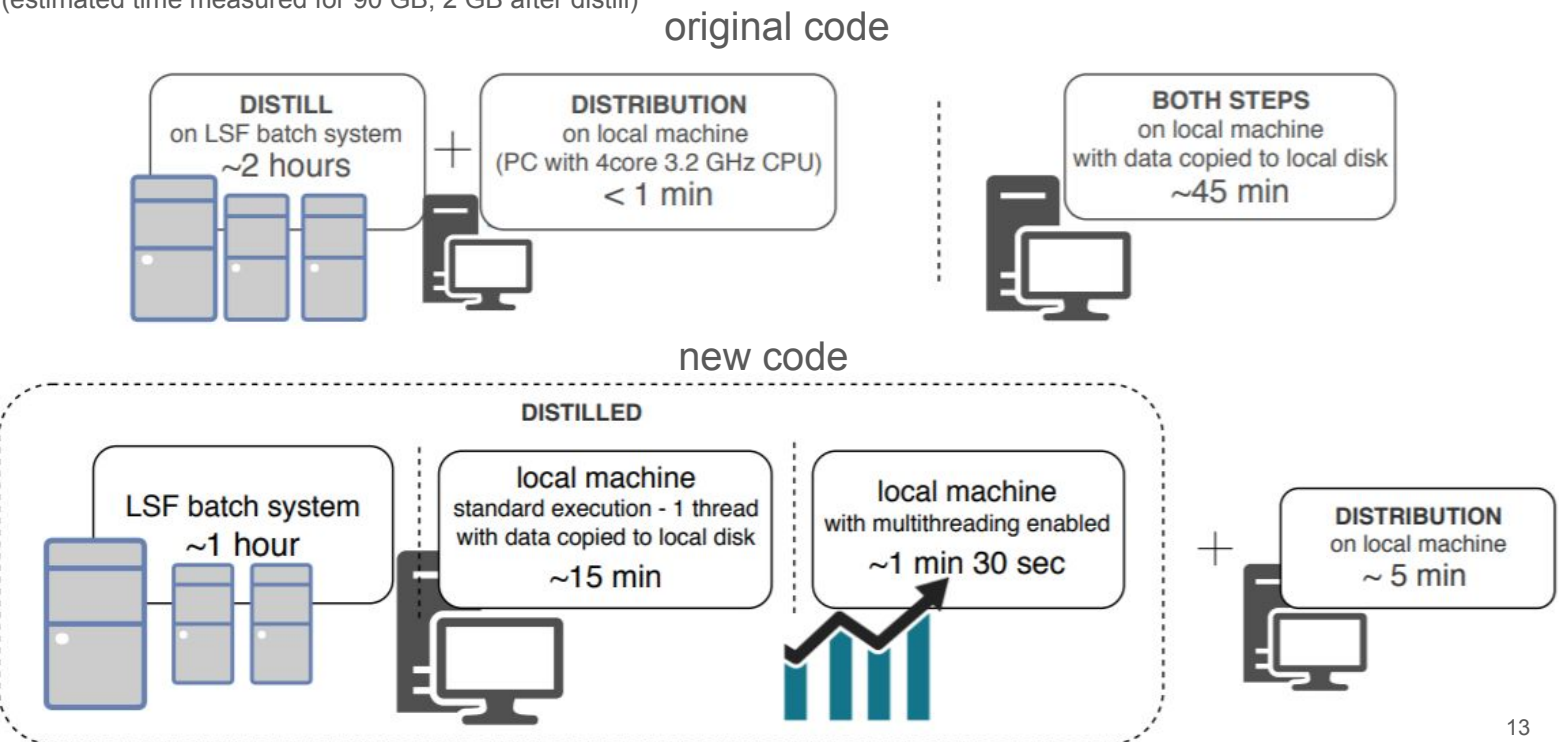 (estimated time measured for 90 GB, 2 GB after distill)
original code
DISTILL
on LSF batch system
~2 hours
+
DISTRIBUTION
on local machine
(PC with 4core 3.2 GHz CPU)
< 1 min
BOTH STEPS
on local machine
with data copied to local disk
~45 min
new code
DISTILLED
LSF batch system
~1 hour
local machine
standard execution - 1 thread
with data copied to local disk
~15 min
local machine
with multithreading enabled
~1 min 30 sec
+
DISTRIBUTION
on local machine
~ 5 min
13